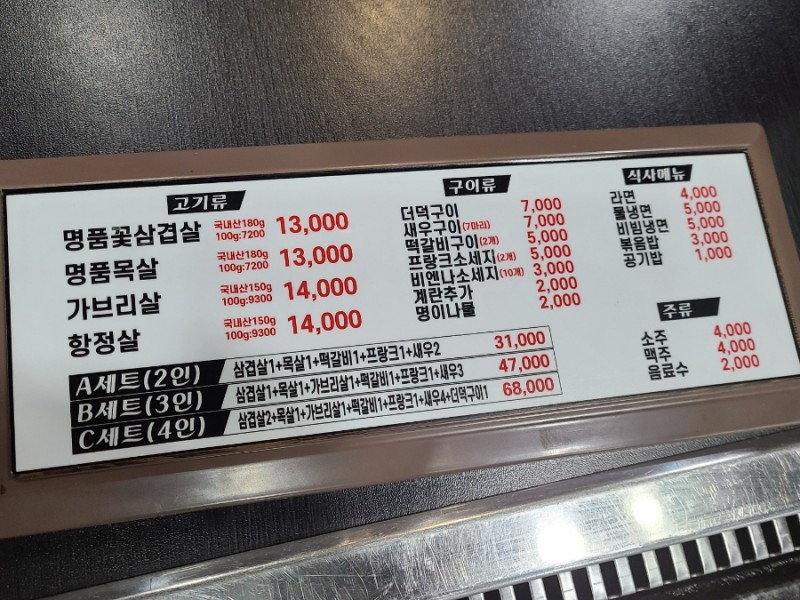 고기류
명품꽃삼겹살 국내산180g 100g:7200 13,000
명품목살 국내산180g 100g:7200 13,000
가브리살 국내산150g 100g:9300 14,000
항정살 국내산150g 100g:9300 14,000
A세트(2인) 삼겹살1+목살1+떡갈비1+프랑크1+새우2 31,000
B세트(3인) 삼겹살1+목살1+가브리살1+떡갈비1+프랑크1+새우3 47,000
C세트(4인) 삼겹살2+목살1+가브리살1+떡갈비1+프랑크1+새우4+더덕구이1 68,000
구이류
더덕구이 7,000
새우구이(7마리) 7,000
떡갈비구이(2개) 5,000
프랑크소세지(2개) 5,000
비엔나소세지(10개) 3,000
계란추가 2,000
명이나물 2,000
식사메뉴
라면 4,000
물냉면 5,000
비빔냉면 5,000
볶음밥 3,000
공기밥 1,000
주류
소주 4,000
맥주 4,000
음료수 2,000